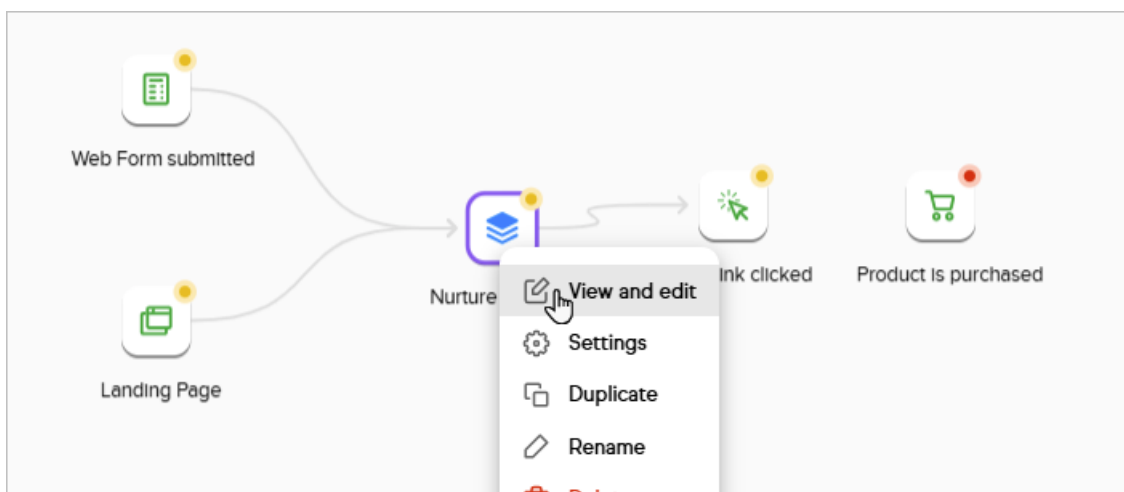 Web Form submitted
Landing Page
Nurture
ink clicked
Product is purchased
View and edit
Settings
Duplicate
Rename